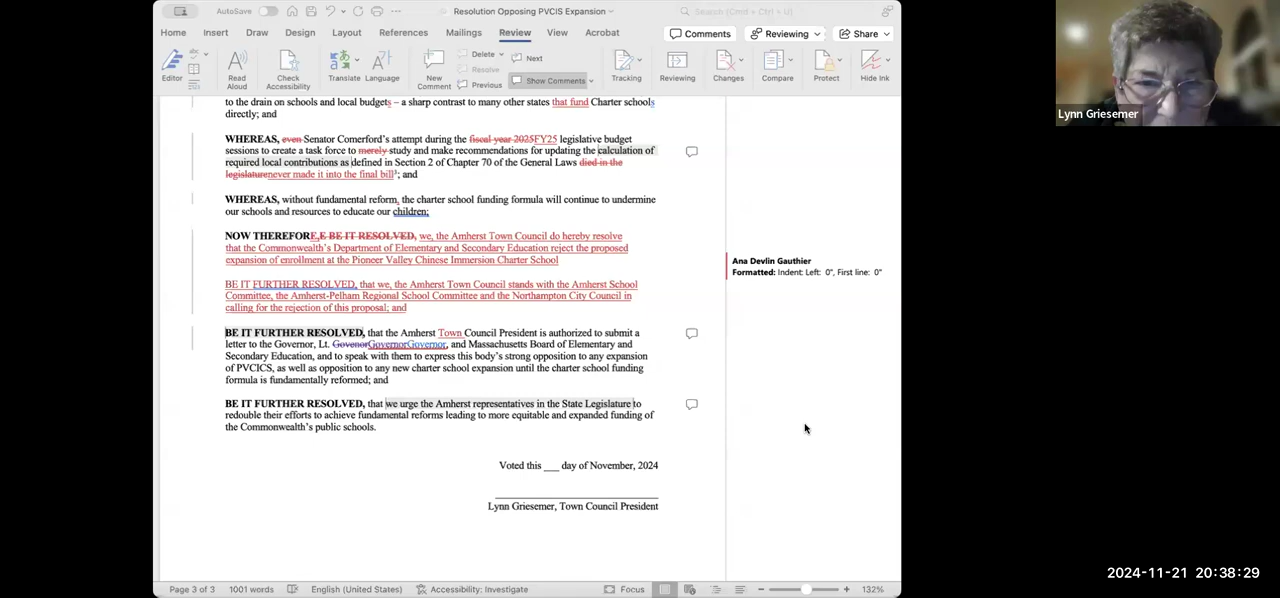 AutoSave
Resolution Opposing PVCIS Expansion
Search (Cmd + Ctrl + U)
Home Insert Draw Design Layout References Mailings Review View Acrobat Comments Reviewing Share
Editor Read Aloud Check Accessibility Translate Language New Comment Delete Resolve Previous Next Show Comments Tracking Reviewing Changes Compare Protect Hide Ink
to the drain on schools and local budgets – a sharp contrast to many other states that fund Charter schools
directly; and
WHEREAS, even Senator Comerford's attempt during the fiscal year 2025FY25 legislative budget
sessions to create a task force to merely study and make recommendations for updating the calculation of
required local contributions as defined in Section 2 of Chapter 70 of the General Laws died in the
legislaturenever made it into the final bill³; and
WHEREAS, without fundamental reform, the charter school funding formula will continue to undermine
our schools and resources to educate our children;
NOW THEREFORE,E BE IT RESOLVED, we, the Amherst Town Council do hereby resolve
that the Commonwealth's Department of Elementary and Secondary Education reject the proposed
expansion of enrollment at the Pioneer Valley Chinese Immersion Charter School
BE IT FURTHER RESOLVED, that we, the Amherst Town Council stands with the Amherst School
Committee, the Amherst-Pelham Regional School Committee and the Northampton City Council in
calling for the rejection of this proposal; and
BE IT FURTHER RESOLVED, that the Amherst Town Council President is authorized to submit a
letter to the Governor, Lt. GovenorGovernorGovernor, and Massachusetts Board of Elementary and
Secondary Education, and to speak with them to express this body's strong opposition to any expansion
of PVCICS, as well as opposition to any new charter school expansion until the charter school funding
formula is fundamentally reformed; and
BE IT FURTHER RESOLVED, that we urge the Amherst representatives in the State Legislature to
redouble their efforts to achieve fundamental reforms leading to more equitable and expanded funding of
the Commonwealth's public schools.
Voted this ___ day of November, 2024
Lynn Griesemer, Town Council President
Ana Devlin Gauthier
Formatted: Indent: Left: 0", First line: 0"
Page 3 of 3 1001 words English (United States) Accessibility: Investigate Focus 132%
Lynn Griesemer
2024-11-21 20:38:29